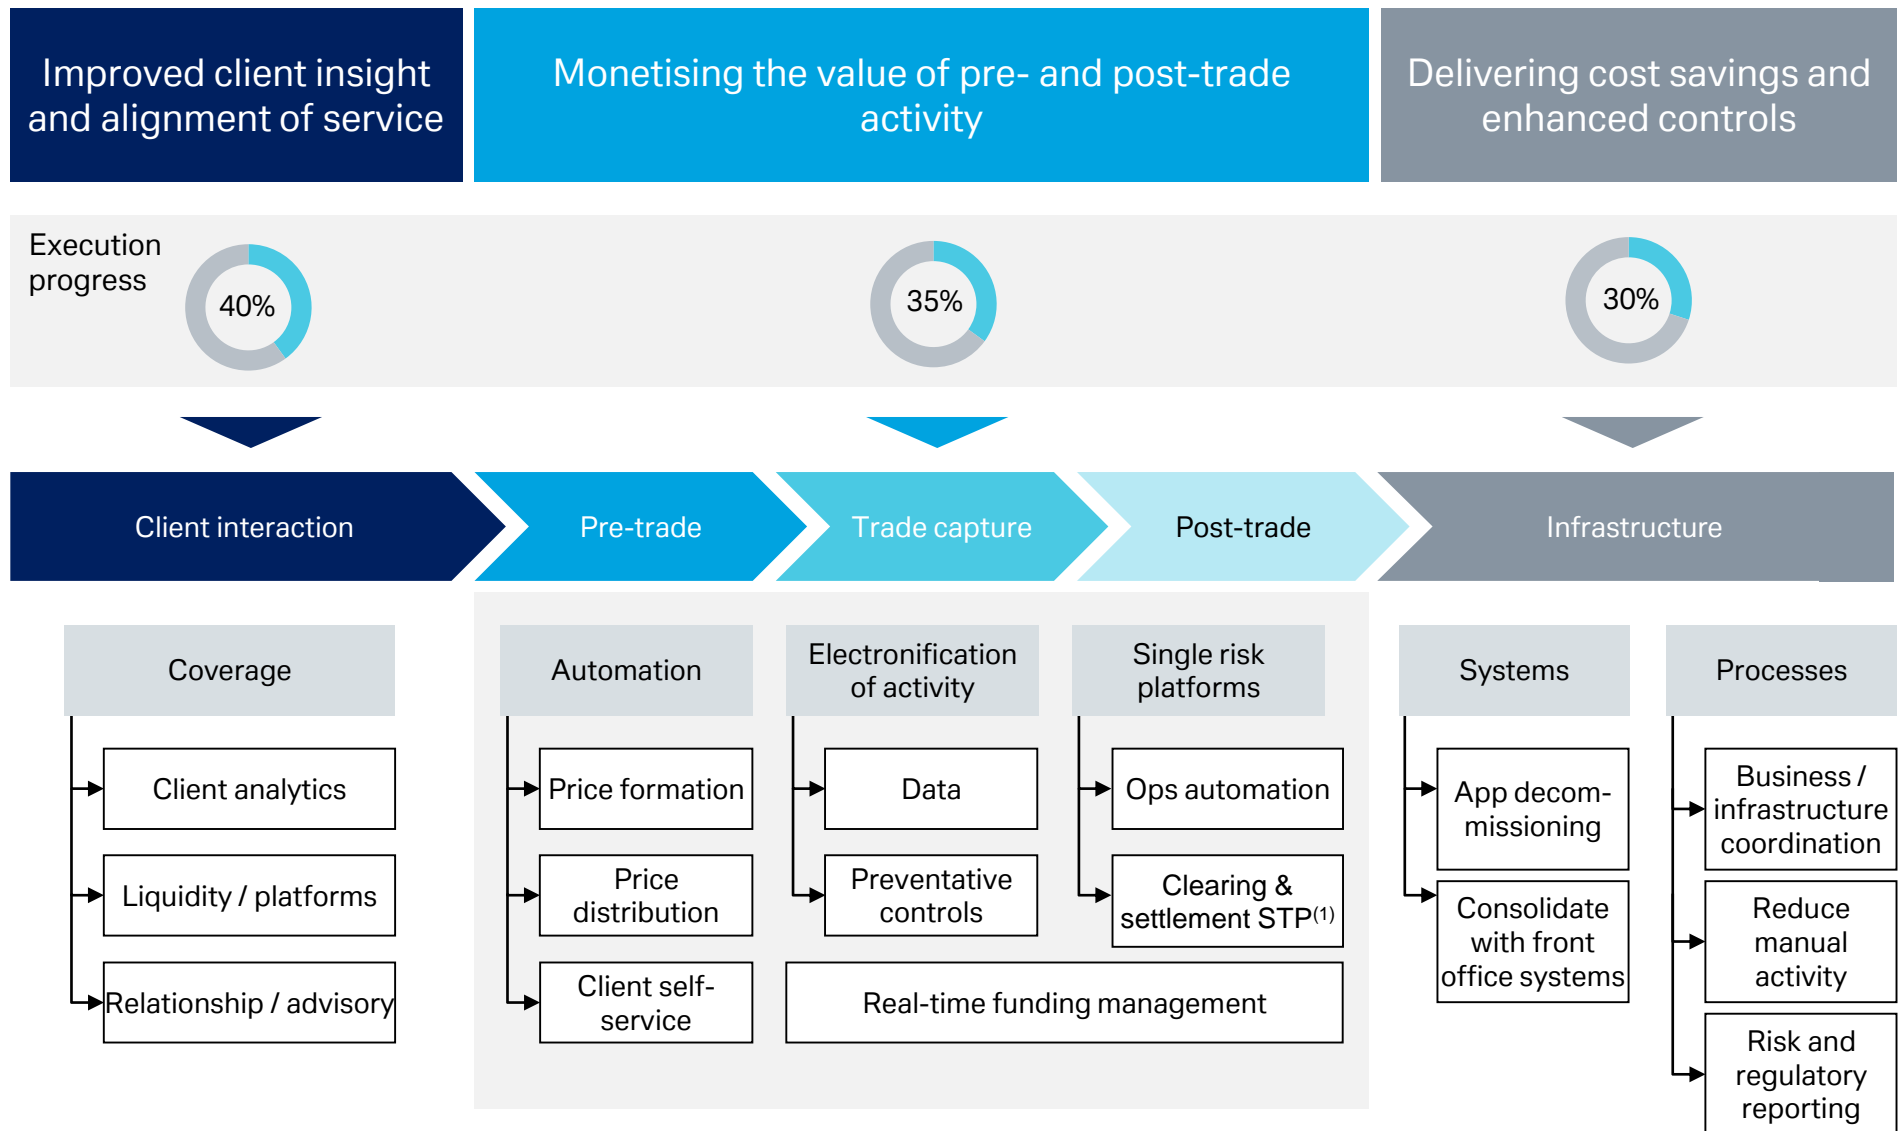 Improved client insight
and alignment of service
Monetising the value of pre- and post-trade
activity
Delivering cost savings and
enhanced controls
Execution
progress
40%
35%
30%
Client interaction
Pre-trade
Trade capture
Post-trade
Infrastructure
Coverage
Client analytics
Liquidity / platforms
Relationship / advisory
Automation
Price formation
Price
distribution
Client self-
service
Electronification
of activity
Data
Preventative
controls
Single risk
platforms
Ops automation
Clearing &
settlement STP(1)
Real-time funding management
Systems
App decom-
missioning
Consolidate
with front
office systems
Processes
Business /
infrastructure
coordination
Reduce
manual
activity
Risk and
regulatory
reporting